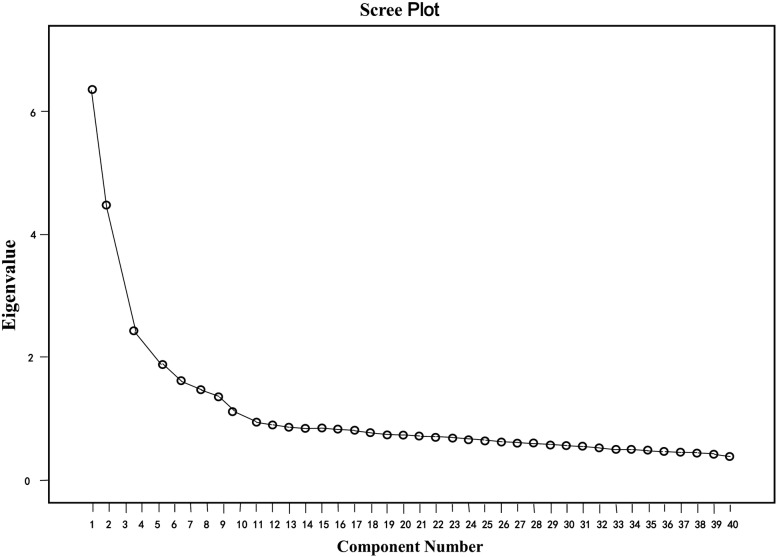 Scree Plot
Eigenvalue
6
4
2
0
1 2 3 4 5 6 7 8 9 10 11 12 13 14 15 16 17 18 19 20 21 22 23 24 25 26 27 28 29 30 31 32 33 34 35 36 37 38 39 40
Component Number